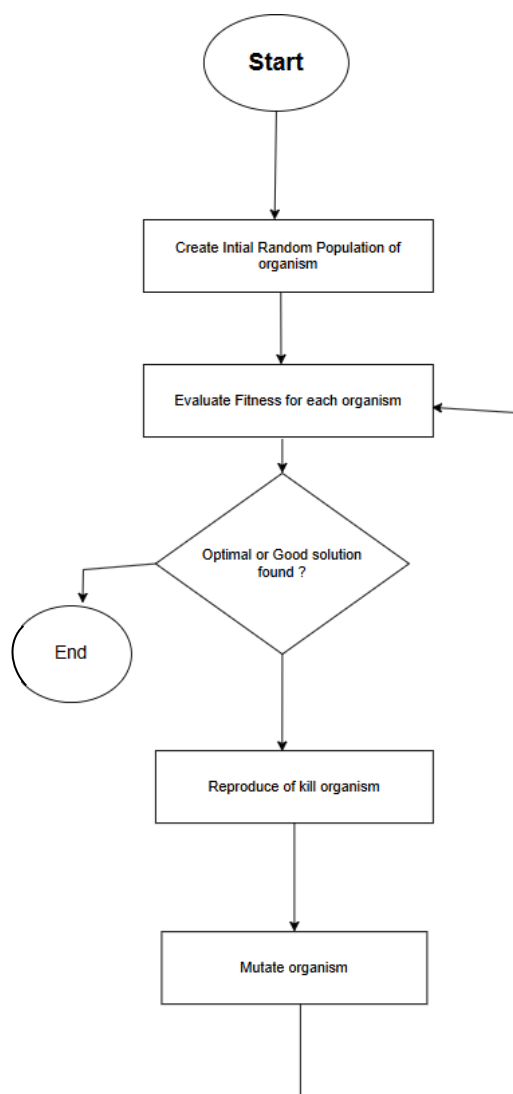 Start
Create Intial Random Population of
organism
Evaluate Fitness for each organism
Optimal or Good solution
found ?
End
Reproduce of kill organism
Mutate organism